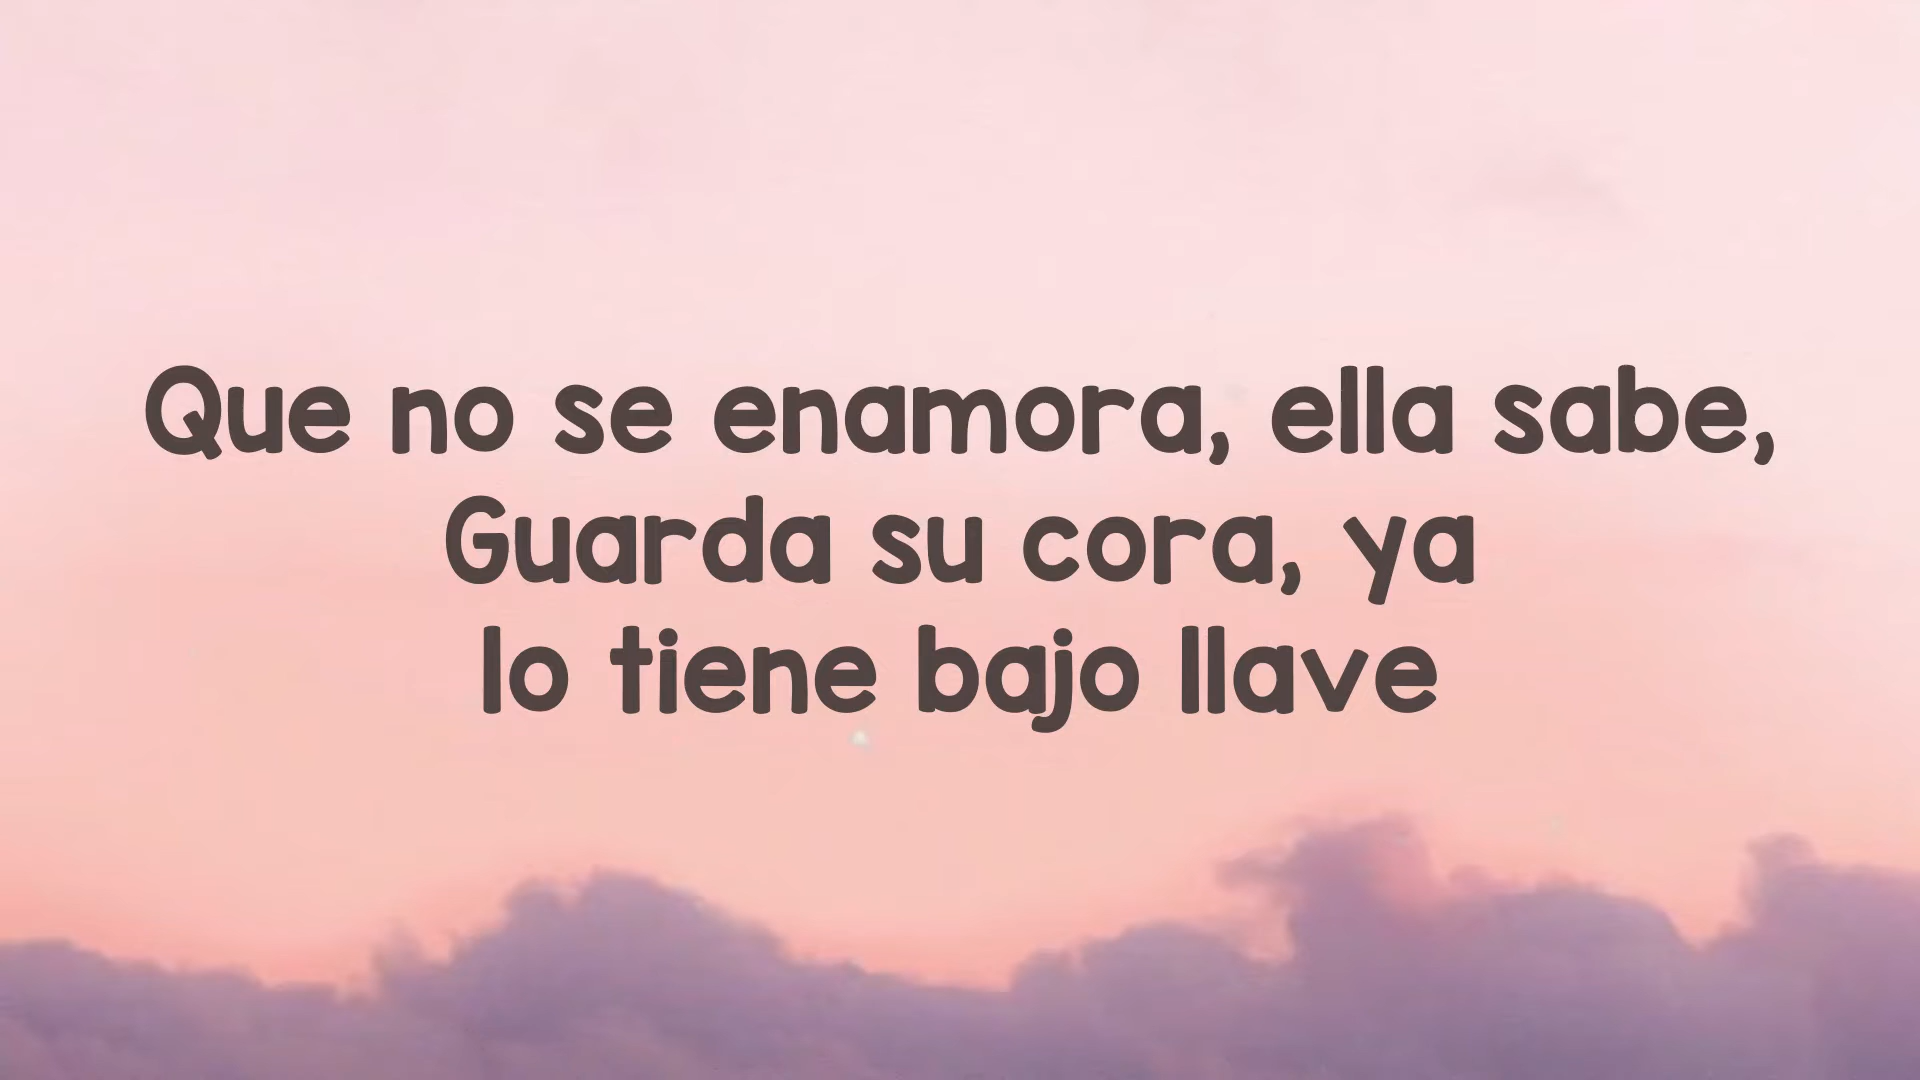 Que no se enamora, ella sabe,
Guarda su cora, ya
lo tiene bajo llave